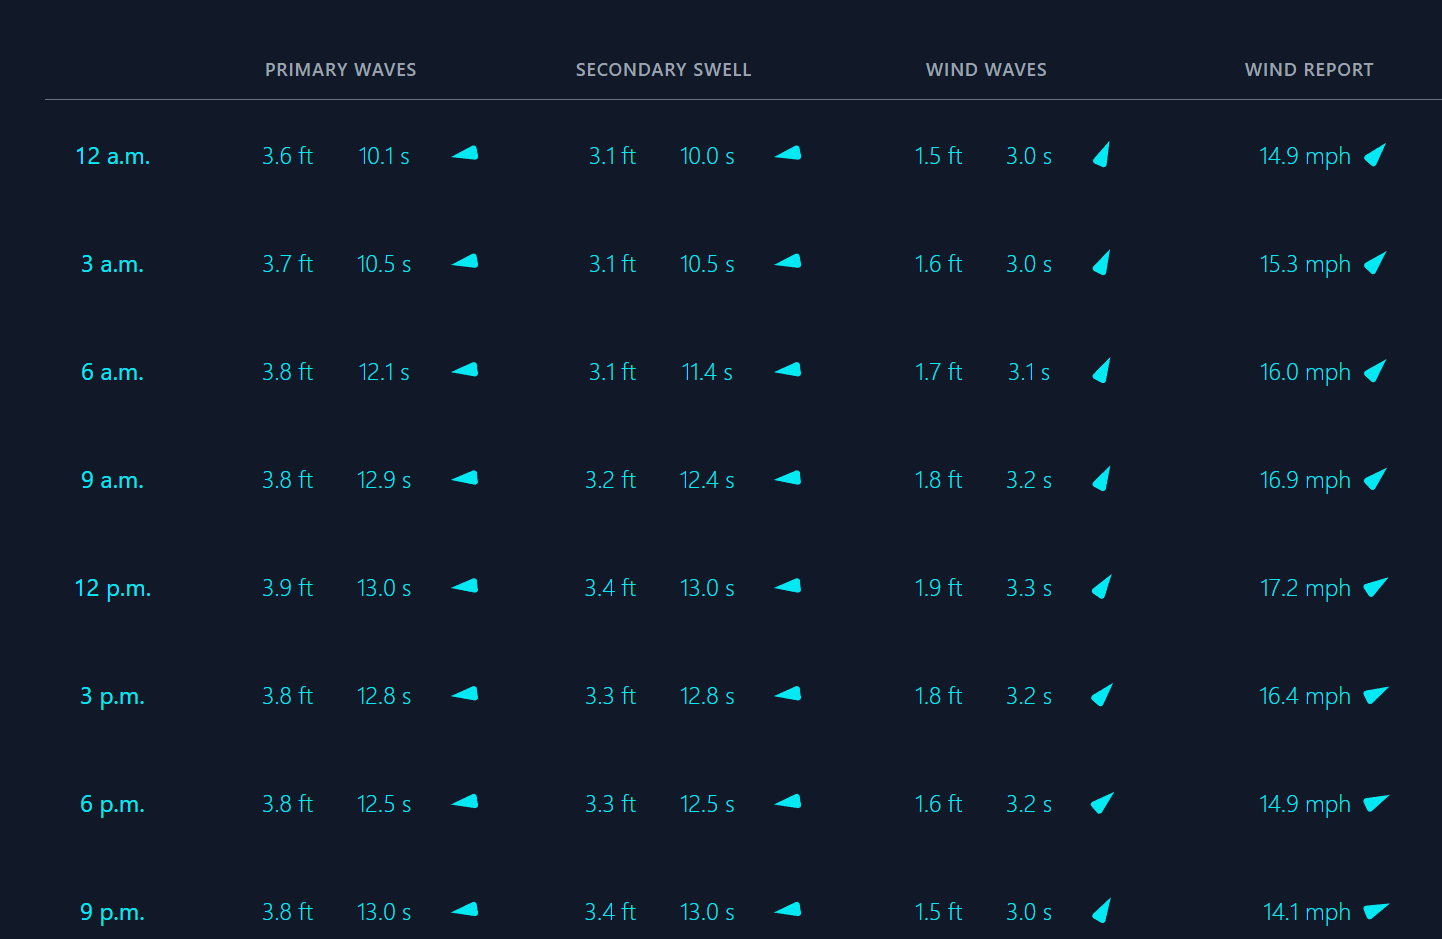 PRIMARY WAVES SECONDARY SWELL WIND WAVES WIND REPORT
12 a.m. 3.6 ft 10.1 s 3.1 ft 10.0 s 1.5 ft 3.0 s 14.9 mph
3 a.m. 3.7 ft 10.5 s 3.1 ft 10.5 s 1.6 ft 3.0 s 15.3 mph
6 a.m. 3.8 ft 12.1 s 3.1 ft 11.4 s 1.7 ft 3.1 s 16.0 mph
9 a.m. 3.8 ft 12.9 s 3.2 ft 12.4 s 1.8 ft 3.2 s 16.9 mph
12 p.m. 3.9 ft 13.0 s 3.4 ft 13.0 s 1.9 ft 3.3 s 17.2 mph
3 p.m. 3.8 ft 12.8 s 3.3 ft 12.8 s 1.8 ft 3.2 s 16.4 mph
6 p.m. 3.8 ft 12.5 s 3.3 ft 12.5 s 1.6 ft 3.2 s 14.9 mph
9 p.m. 3.8 ft 13.0 s 3.4 ft 13.0 s 1.5 ft 3.0 s 14.1 mph